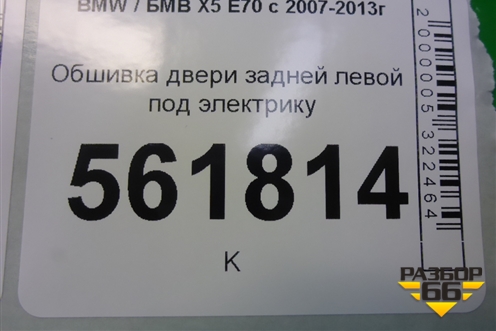 BMW / БМВ X5 E70 с 2007-2013г
Обшивка двери задней левой
под электрику
561814
К
2000005322464
РАЗБОР
66